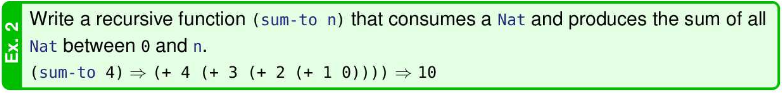 Ex. 2
Write a recursive function (sum-to n) that consumes a Nat and produces the sum of all
Nat between 0 and n.
(sum-to 4) ⇒ (+ 4 (+ 3 (+ 2 (+ 1 0)))) ⇒ 10